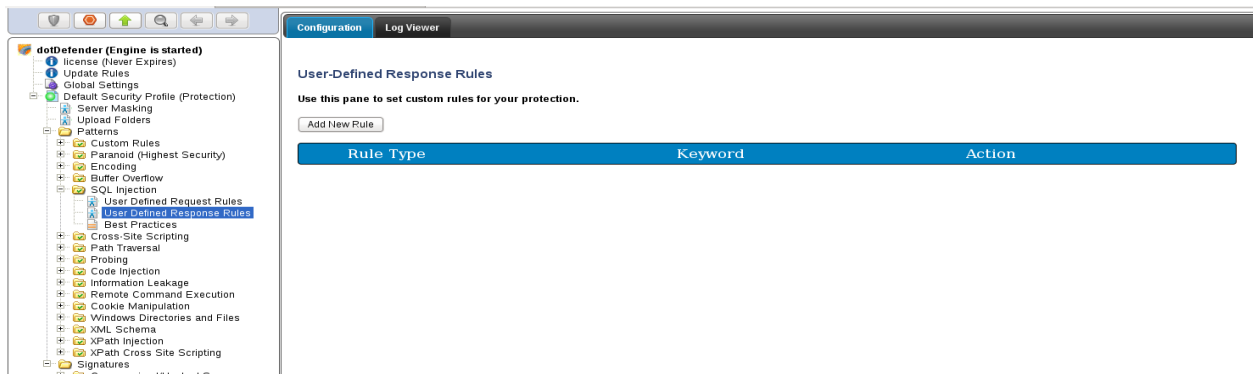 Configuration
Log Viewer
dotDefender (Engine is started)
license (Never Expires)
Update Rules
Global Settings
Default Security Profile (Protection)
Server Masking
Upload Folders
Patterns
Custom Rules
Paranoid (Highest Security)
Encoding
Buffer Overflow
SQL Injection
User Defined Request Rules
User Defined Response Rules
Best Practices
Cross-Site Scripting
Path Traversal
Probing
Code Injection
Information Leakage
Remote Command Execution
Cookie Manipulation
Windows Directories and Files
XML Schema
XPath Injection
XPath Cross Site Scripting
Signatures
User-Defined Response Rules
Use this pane to set custom rules for your protection.
Add New Rule
Rule Type Keyword Action